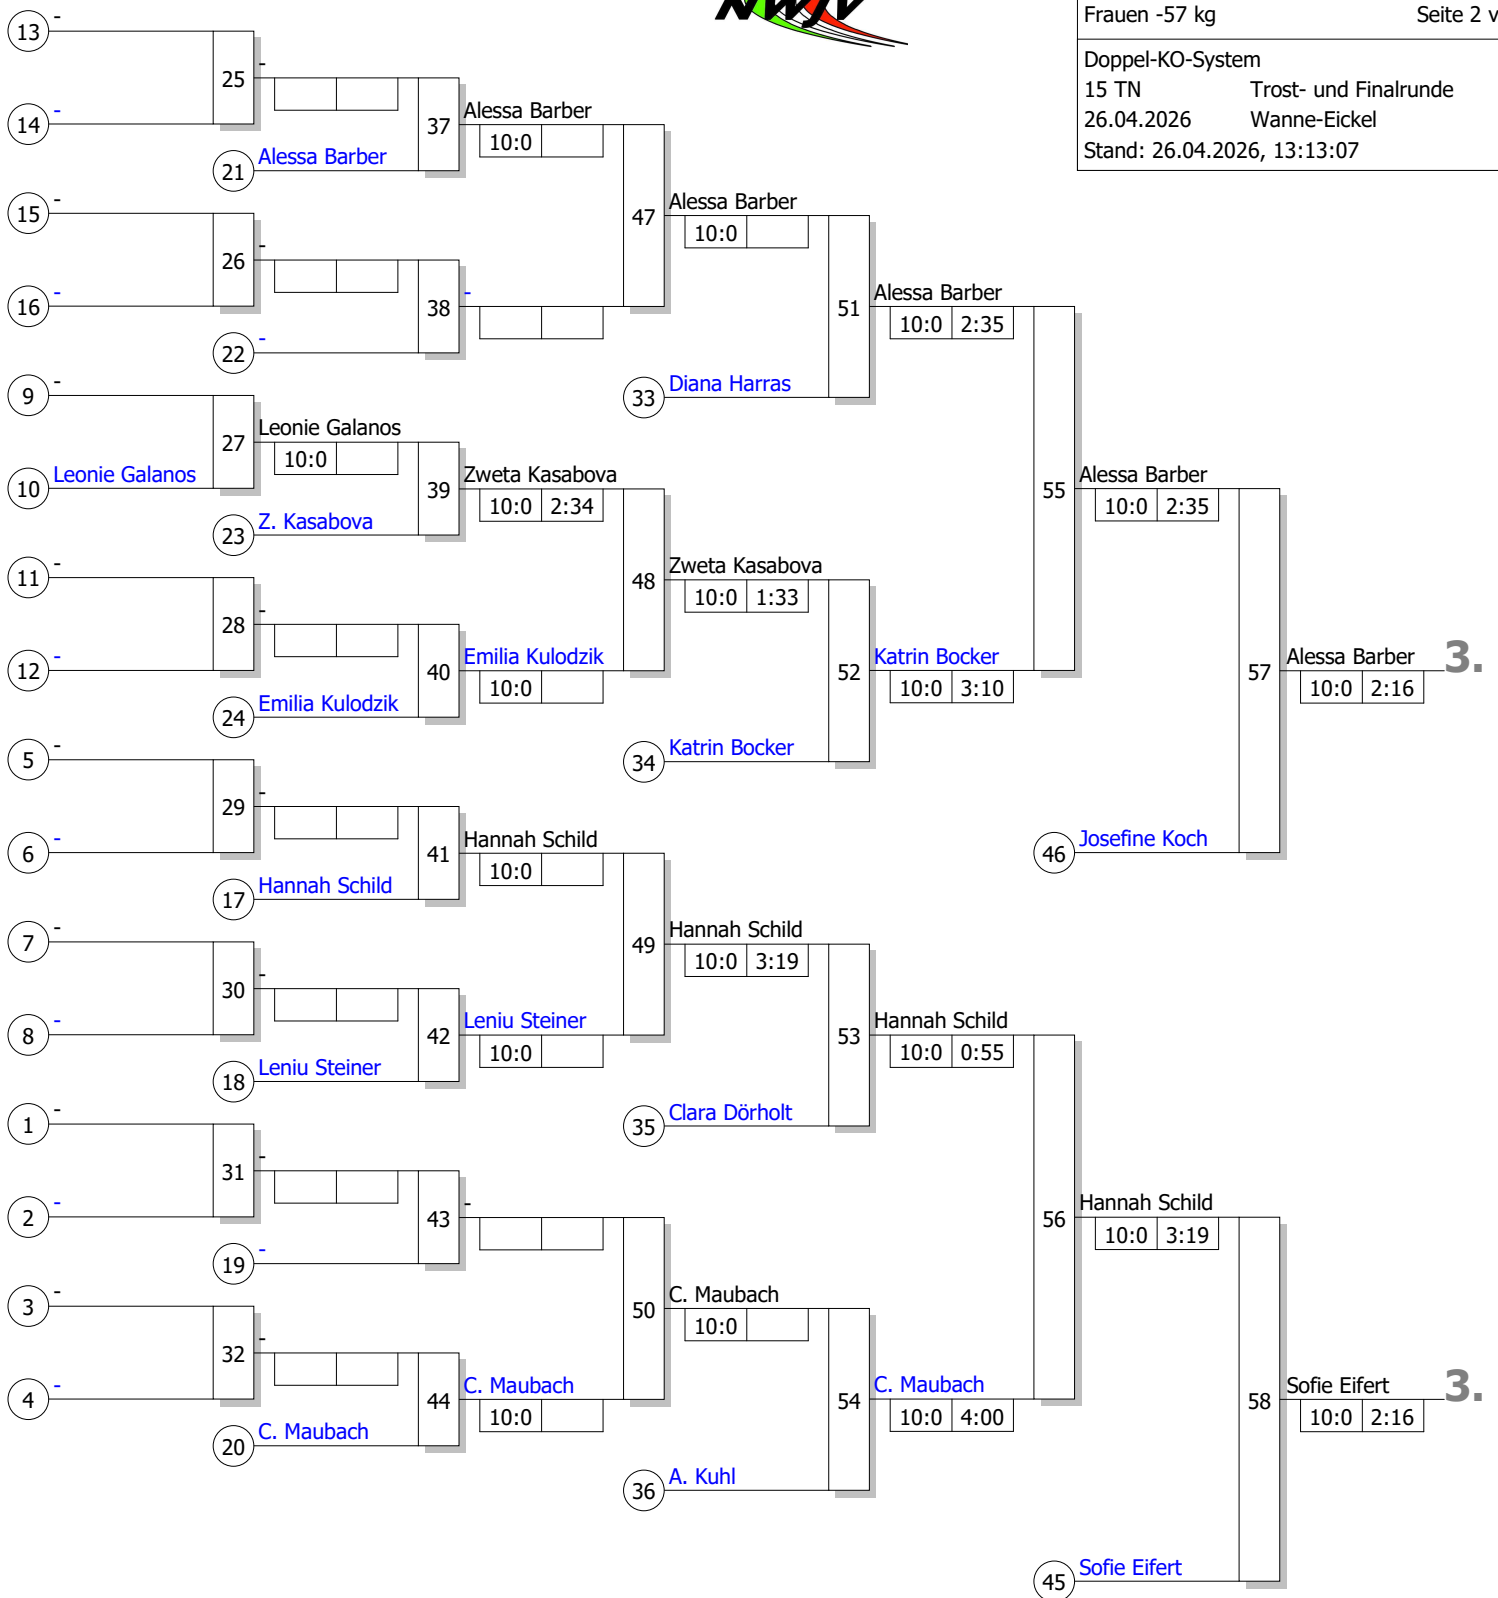 NWJV
Frauen -57 kg Seite 2 v
Doppel-KO-System
15 TN Trost- und Finalrunde
26.04.2026 Wanne-Eickel
Stand: 26.04.2026, 13:13:07
13 -
25 -
14 -
37 Alessa Barber
10:0
21 Alessa Barber
15 -
47 Alessa Barber
10:0
26 -
16 -
38 -
22 -
51 Alessa Barber
10:0 2:35
33 Diana Harras
9 -
27 Leonie Galanos
10:0
10 Leonie Galanos
39 Zweta Kasabova
10:0 2:34
23 Z. Kasabova
55 Alessa Barber
10:0 2:35
11 -
48 Zweta Kasabova
10:0 1:33
28 -
12 -
40 Emilia Kulodzik
10:0
24 Emilia Kulodzik
52 Katrin Bocker
10:0 3:10
34 Katrin Bocker
57 Alessa Barber 3.
10:0 2:16
5 -
29 -
6 -
41 Hannah Schild
10:0
17 Hannah Schild
46 Josefine Koch
7 -
49 Hannah Schild
10:0 3:19
30 -
8 -
42 Leniu Steiner
10:0
18 Leniu Steiner
53 Hannah Schild
10:0 0:55
35 Clara Dörholt
1 -
31 -
2 -
43 -
19 -
56 Hannah Schild
10:0 3:19
3 -
50 C. Maubach
10:0
32 -
4 -
44 C. Maubach
10:0
20 C. Maubach
54 C. Maubach
10:0 4:00
36 A. Kuhl
58 Sofie Eifert 3.
10:0 2:16
45 Sofie Eifert